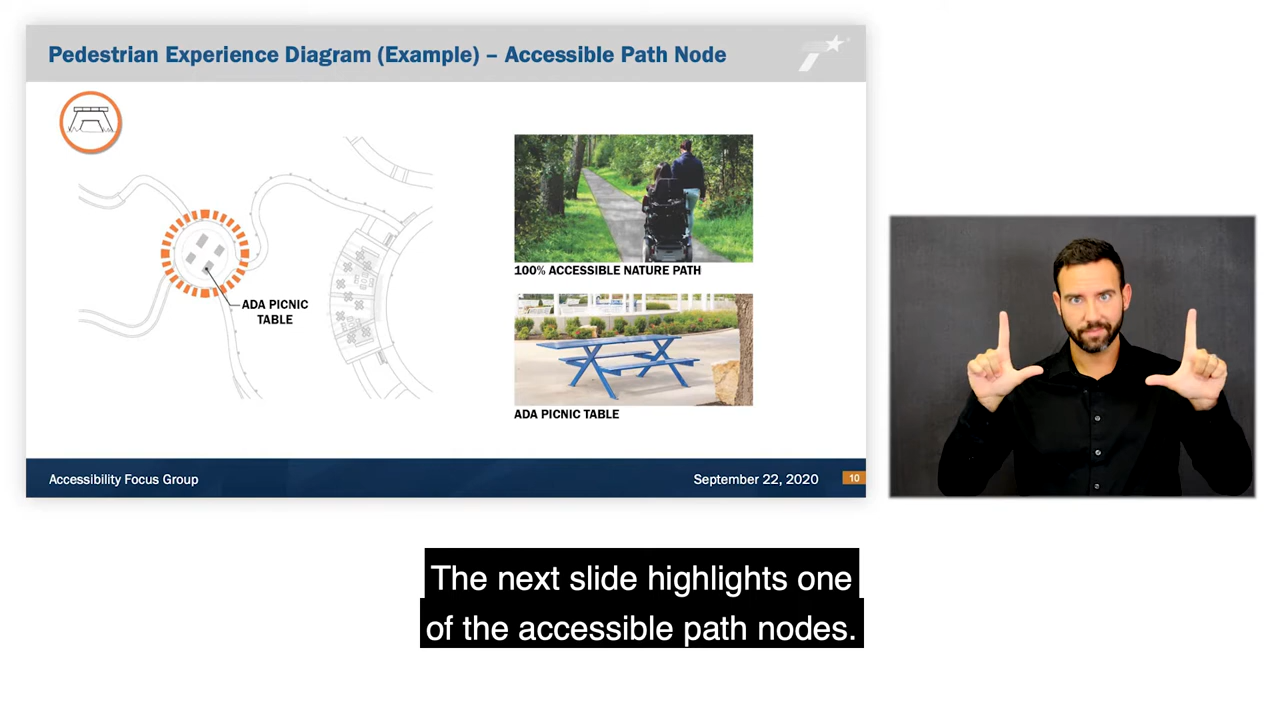 Pedestrian Experience Diagram (Example) – Accessible Path Node
ADA PICNIC
TABLE
100% ACCESSIBLE NATURE PATH
ADA PICNIC TABLE
Accessibility Focus Group
September 22, 2020
10
The next slide highlights one
of the accessible path nodes.